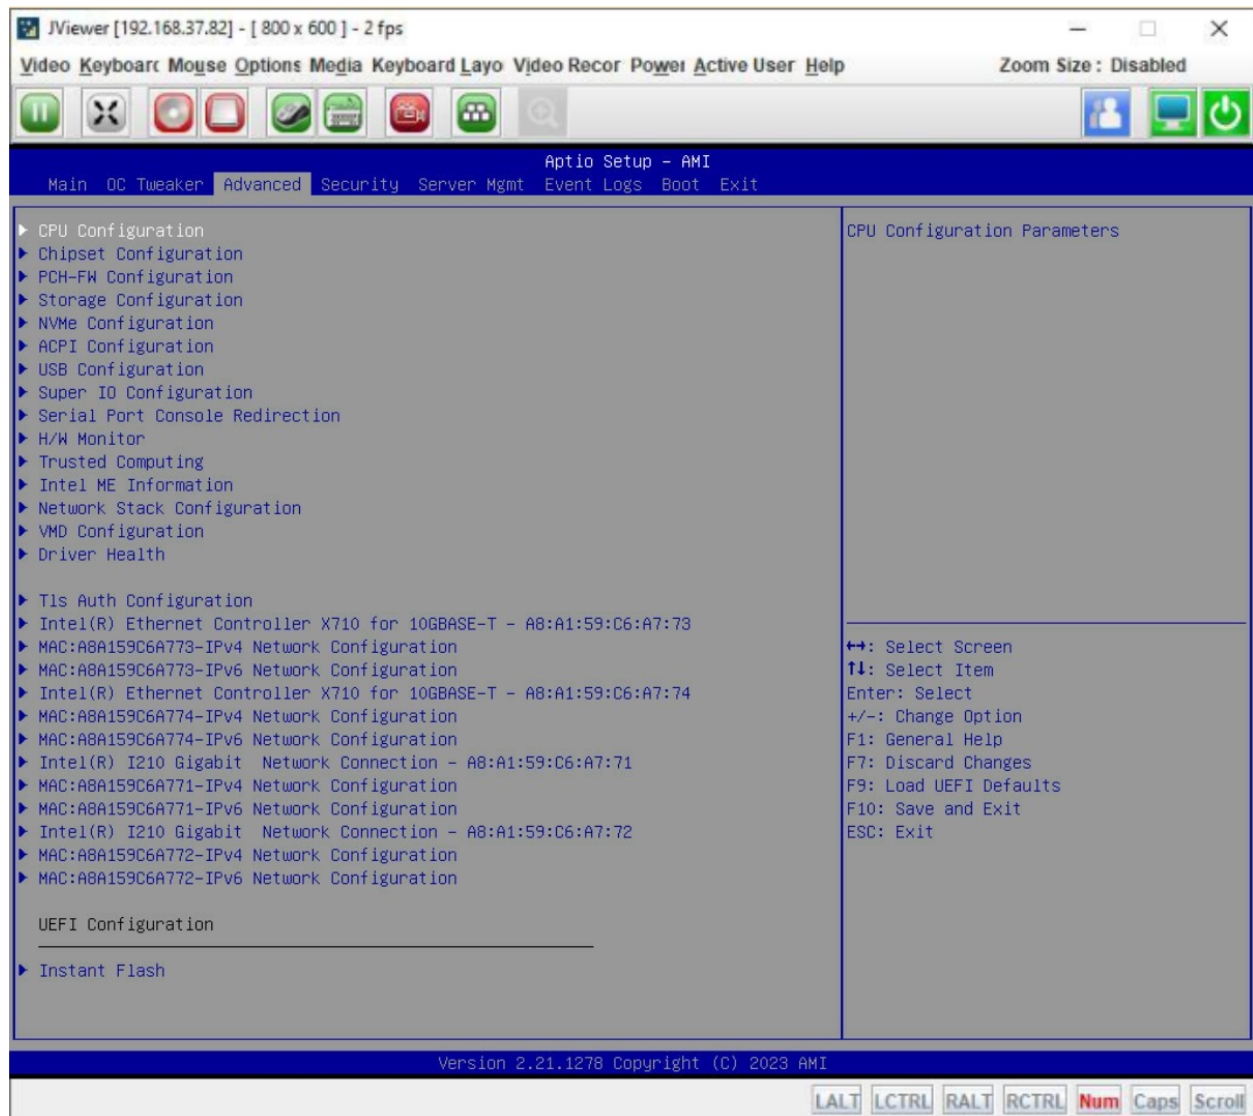 JViewer [192.168.37.82] - [ 800 x 600 ] - 2 fps
Video Keyboarc Mouse Options Media Keyboard Layo Video Recor Power Active User Help Zoom Size : Disabled
Aptio Setup - AMI
Main OC Tweaker Advanced Security Server Mgmt Event Logs Boot Exit
CPU Configuration
Chipset Configuration
PCH-FW Configuration
Storage Configuration
NVMe Configuration
ACPI Configuration
USB Configuration
Super IO Configuration
Serial Port Console Redirection
H/W Monitor
Trusted Computing
Intel ME Information
Network Stack Configuration
VMD Configuration
Driver Health
Tls Auth Configuration
Intel(R) Ethernet Controller X710 for 10GBASE-T - A8:A1:59:C6:A7:73
MAC:A8A159C6A773-IPv4 Network Configuration
MAC:A8A159C6A773-IPv6 Network Configuration
Intel(R) Ethernet Controller X710 for 10GBASE-T - A8:A1:59:C6:A7:74
MAC:A8A159C6A774-IPv4 Network Configuration
MAC:A8A159C6A774-IPv6 Network Configuration
Intel(R) I210 Gigabit  Network Connection - A8:A1:59:C6:A7:71
MAC:A8A159C6A771-IPv4 Network Configuration
MAC:A8A159C6A771-IPv6 Network Configuration
Intel(R) I210 Gigabit  Network Connection - A8:A1:59:C6:A7:72
MAC:A8A159C6A772-IPv4 Network Configuration
MAC:A8A159C6A772-IPv6 Network Configuration
UEFI Configuration
Instant Flash
CPU Configuration Parameters
↔: Select Screen
↑↓: Select Item
Enter: Select
+/-: Change Option
F1: General Help
F7: Discard Changes
F9: Load UEFI Defaults
F10: Save and Exit
ESC: Exit
Version 2.21.1278 Copyright (C) 2023 AMI
LALT LCTRL RALT RCTRL Num Caps Scroll